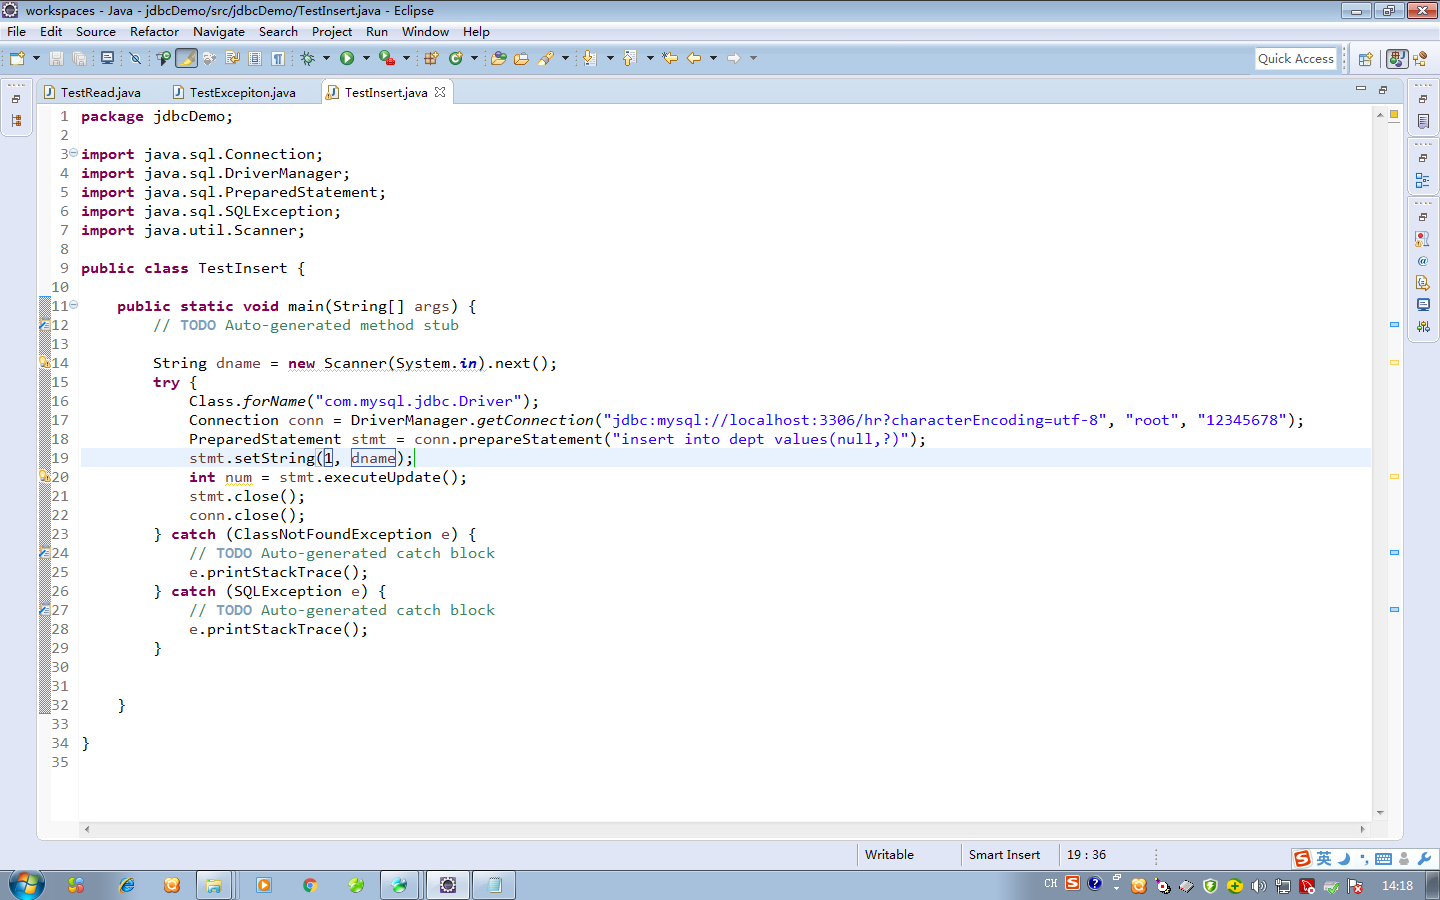 workspaces - Java - jdbcDemo/src/jdbcDemo/TestInsert.java - Eclipse
File Edit Source Refactor Navigate Search Project Run Window Help
Quick Access
TestRead.java TestExcepiton.java TestInsert.java
1 package jdbcDemo;
2
3 import java.sql.Connection;
4 import java.sql.DriverManager;
5 import java.sql.PreparedStatement;
6 import java.sql.SQLException;
7 import java.util.Scanner;
8
9 public class TestInsert {
10
11 public static void main(String[] args) {
12 // TODO Auto-generated method stub
13
14 String dname = new Scanner(System.in).next();
15 try {
16 Class.forName("com.mysql.jdbc.Driver");
17 Connection conn = DriverManager.getConnection("jdbc:mysql://localhost:3306/hr?characterEncoding=utf-8", "root", "12345678");
18 PreparedStatement stmt = conn.prepareStatement("insert into dept values(null,?)");
19 stmt.setString(1, dname);
20 int num = stmt.executeUpdate();
21 stmt.close();
22 conn.close();
23 } catch (ClassNotFoundException e) {
24 // TODO Auto-generated catch block
25 e.printStackTrace();
26 } catch (SQLException e) {
27 // TODO Auto-generated catch block
28 e.printStackTrace();
29 }
30
31
32 }
33
34 }
35
Writable Smart Insert 19 : 36
英
CH 14:18